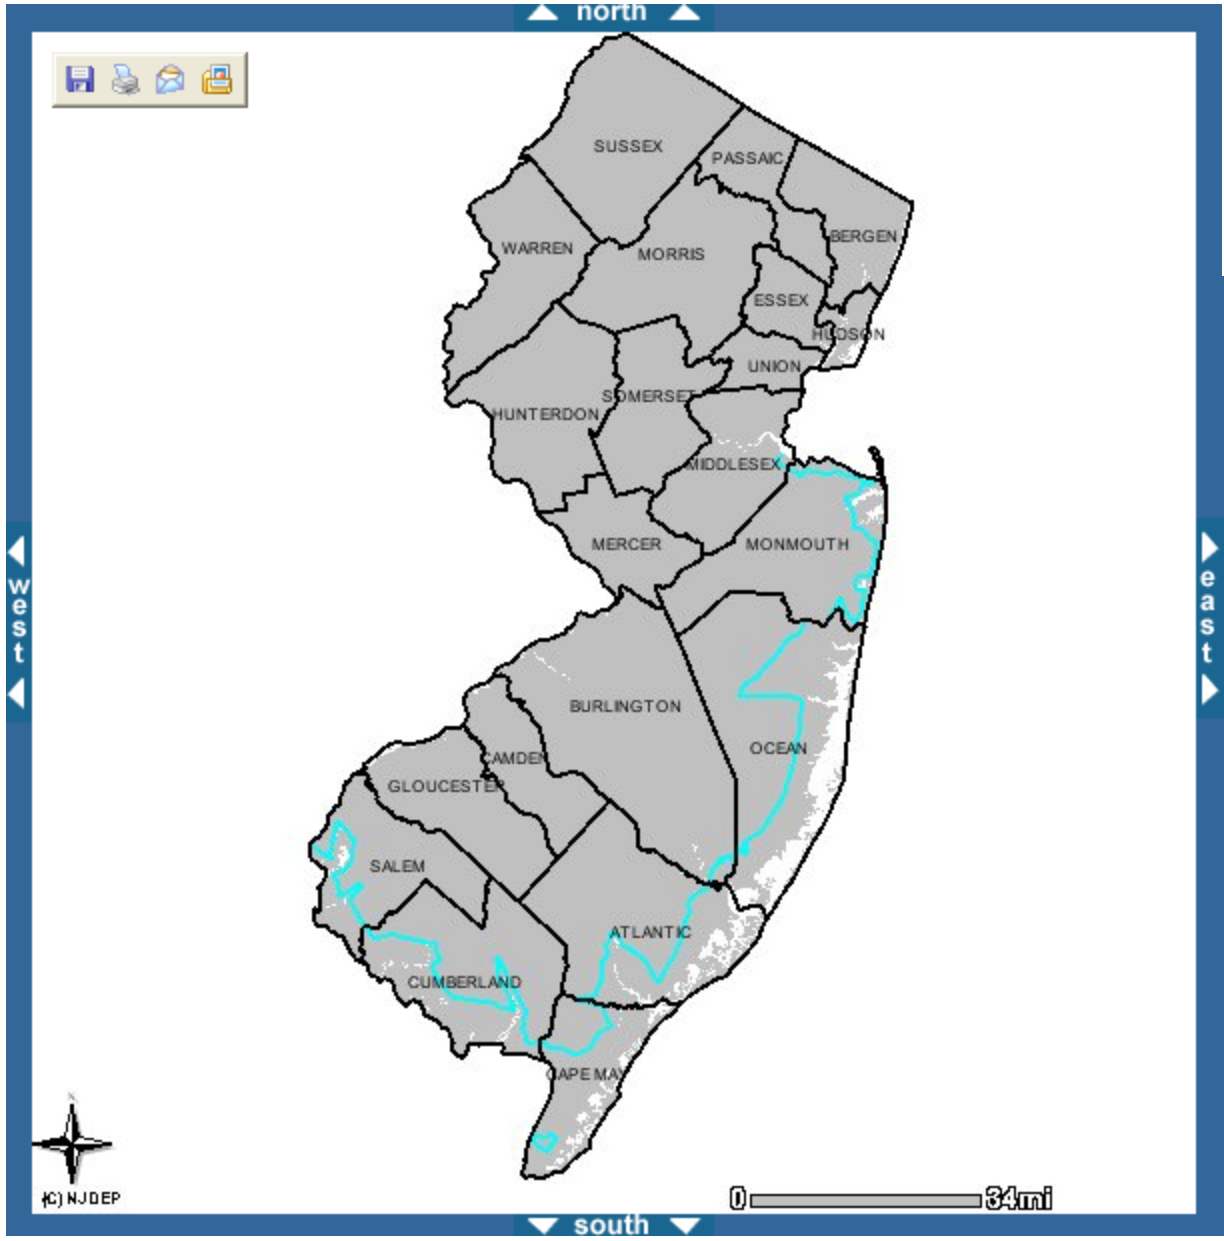 north
SUSSEX
PASSAIC
BERGEN
WARREN
MORRIS
ESSEX
HUDSON
UNION
SOMERSET
HUNTERDON
MIDDLESEX
MERCER
MONMOUTH
west
east
BURLINGTON
OCEAN
CAMDEN
GLOUCESTER
SALEM
ATLANTIC
CUMBERLAND
CAPE MAY
N
(C) NJDEP
0 34mi
south